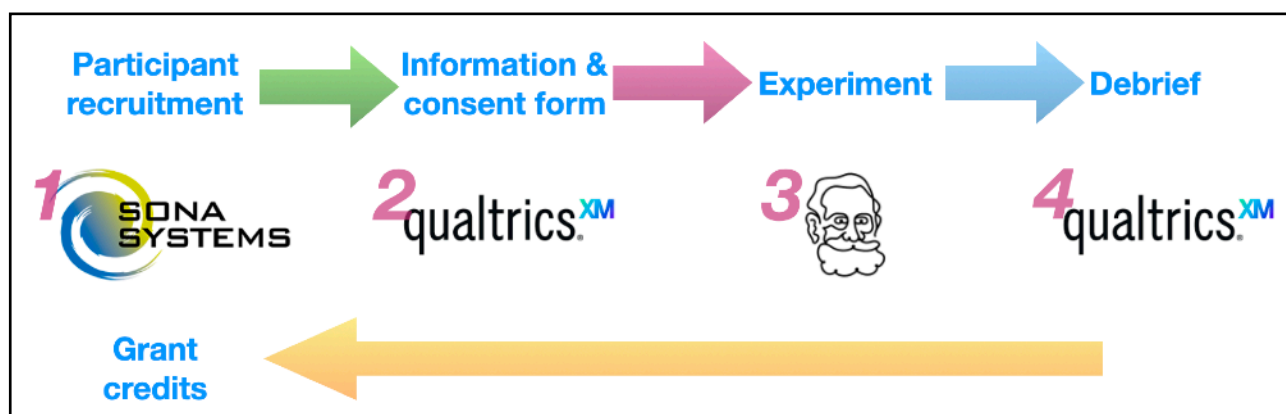 Participant
recruitment
Information &
consent form
Experiment
Debrief
1
SONA
SYSTEMS
2
qualtrics.XM
3
4
qualtrics.XM
Grant
credits